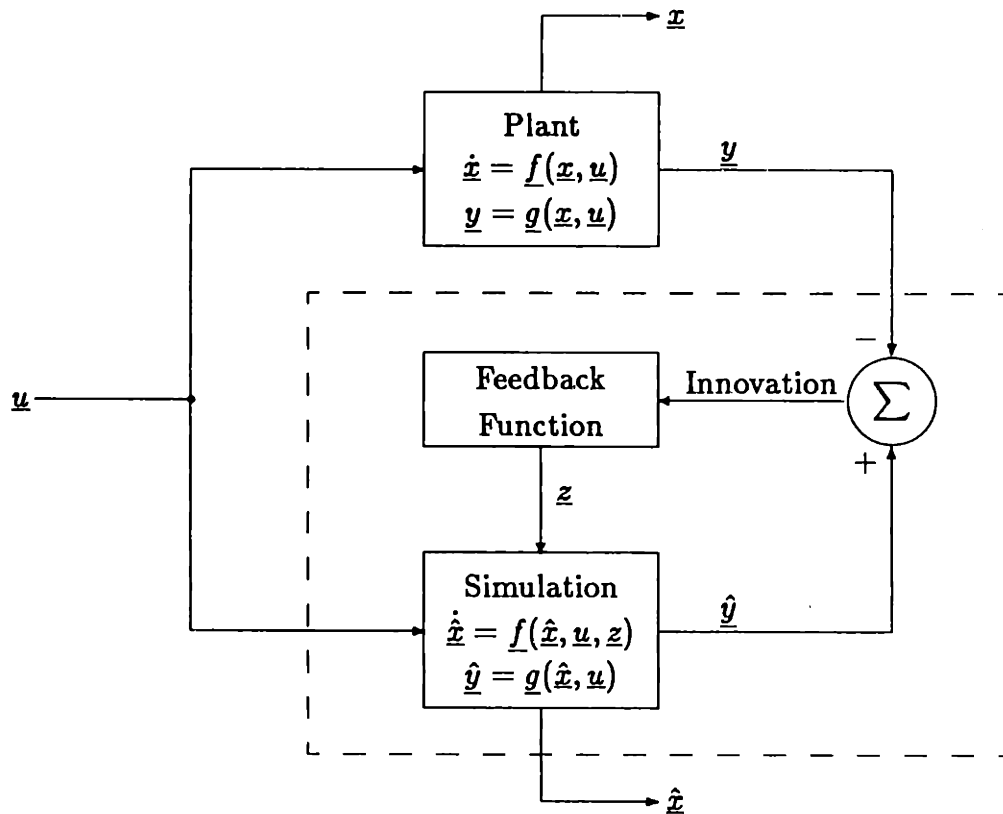 x̲
Plant
ẋ̲ = f̲(x̲, u̲)
y̲ = g̲(x̲, u̲)
y̲
−
Feedback
Function
Innovation
Σ
u̲
+
z̲
Simulation
x̲̂̇ = f̲(x̲̂, u̲, z̲)
ŷ̲ = g̲(x̲̂, u̲)
ŷ̲
x̲̂